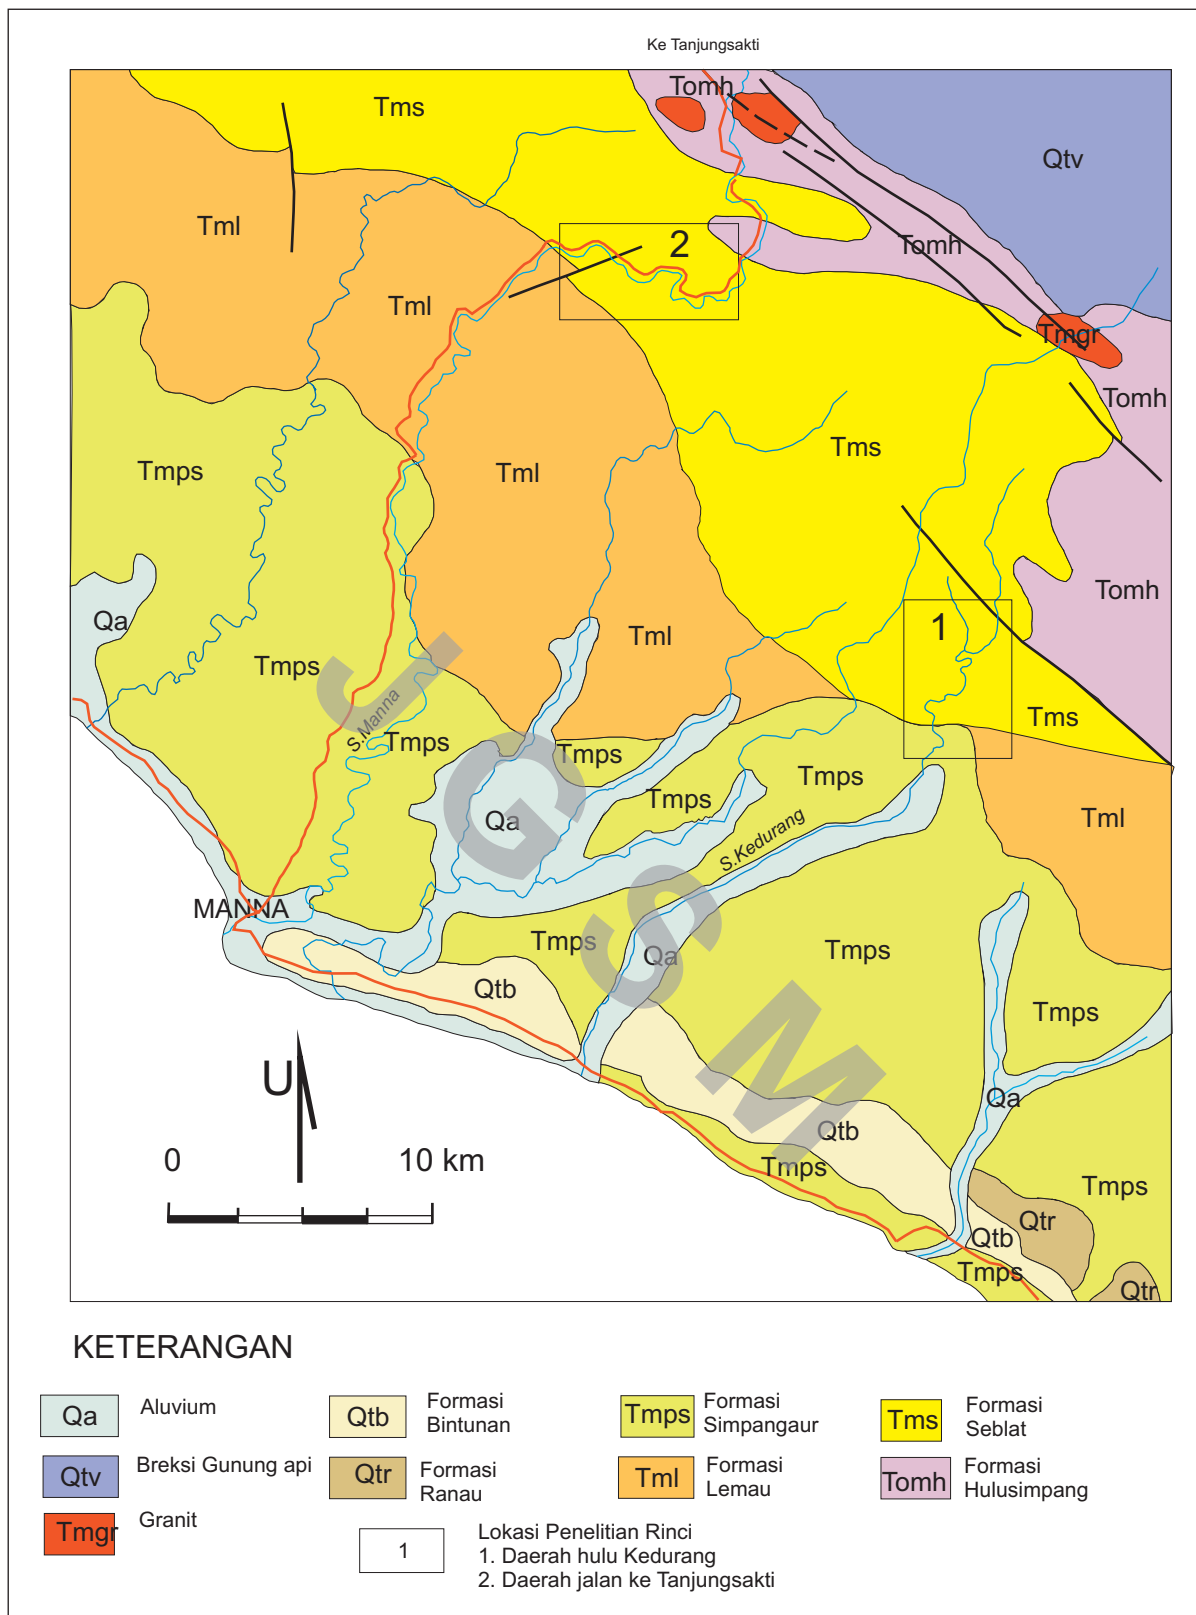 Ke Tanjungsakti
Tomh
Tms
Qtv
Tml
2
Tomh
Tml
Tmgr
Tomh
Tms
Tmps
Tml
Tomh
Qa
1
Tml
Tmps
S.Manna
Tms
Tmps
Tmps
Tmps
Tmps
Qa
Tml
S.Kedurang
MANNA
Tmps
Qa
Tmps
Qtb
Tmps
U
Qa
Qtb
0
10 km
Tmps
Tmps
Qtr
Qtb
Tmps
Qtr
J G S M
KETERANGAN
Qa Aluvium
Qtb Formasi
Bintunan
Tmps Formasi
Simpangaur
Tms Formasi
Seblat
Qtv Breksi Gunung api
Qtr Formasi
Ranau
Tml Formasi
Lemau
Tomh Formasi
Hulusimpang
Tmgr Granit
1
Lokasi Penelitian Rinci
1. Daerah hulu Kedurang
2. Daerah jalan ke Tanjungsakti